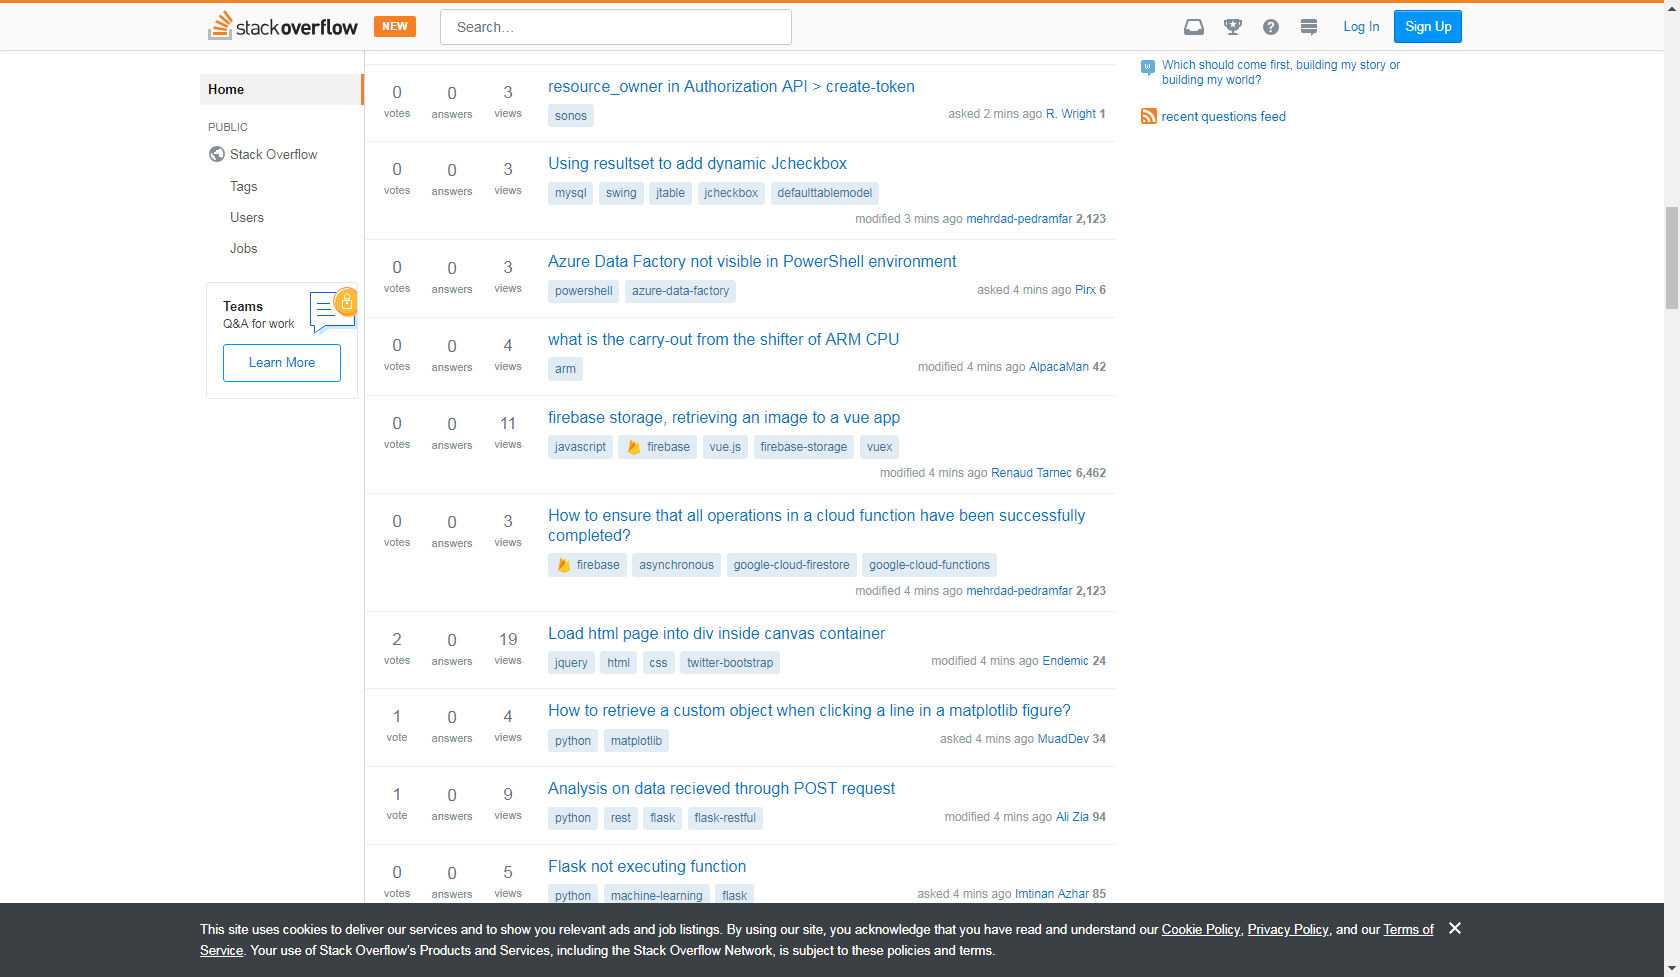 stackoverflow NEW Search... Log In Sign Up
Home
PUBLIC
Stack Overflow
Tags
Users
Jobs
Teams
Q&A for work
Learn More
0 votes 0 answers 3 views
resource_owner in Authorization API > create-token
sonos
asked 2 mins ago R. Wright 1
0 votes 0 answers 3 views
Using resultset to add dynamic Jcheckbox
mysql swing jtable jcheckbox defaulttablemodel
modified 3 mins ago mehrdad-pedramfar 2,123
0 votes 0 answers 3 views
Azure Data Factory not visible in PowerShell environment
powershell azure-data-factory
asked 4 mins ago Pirx 6
0 votes 0 answers 4 views
what is the carry-out from the shifter of ARM CPU
arm
modified 4 mins ago AlpacaMan 42
0 votes 0 answers 11 views
firebase storage, retrieving an image to a vue app
javascript firebase vue.js firebase-storage vuex
modified 4 mins ago Renaud Tarnec 6,462
0 votes 0 answers 3 views
How to ensure that all operations in a cloud function have been successfully
completed?
firebase asynchronous google-cloud-firestore google-cloud-functions
modified 4 mins ago mehrdad-pedramfar 2,123
2 votes 0 answers 19 views
Load html page into div inside canvas container
jquery html css twitter-bootstrap
modified 4 mins ago Endemic 24
1 vote 0 answers 4 views
How to retrieve a custom object when clicking a line in a matplotlib figure?
python matplotlib
asked 4 mins ago MuadDev 34
1 vote 0 answers 9 views
Analysis on data recieved through POST request
python rest flask flask-restful
modified 4 mins ago Ali Zia 94
0 votes 0 answers 5 views
Flask not executing function
python machine-learning flask
asked 4 mins ago Imtinan Azhar 85
Which should come first, building my story or
building my world?
recent questions feed
This site uses cookies to deliver our services and to show you relevant ads and job listings. By using our site, you acknowledge that you have read and understand our Cookie Policy, Privacy Policy, and our Terms of
Service. Your use of Stack Overflow's Products and Services, including the Stack Overflow Network, is subject to these policies and terms.